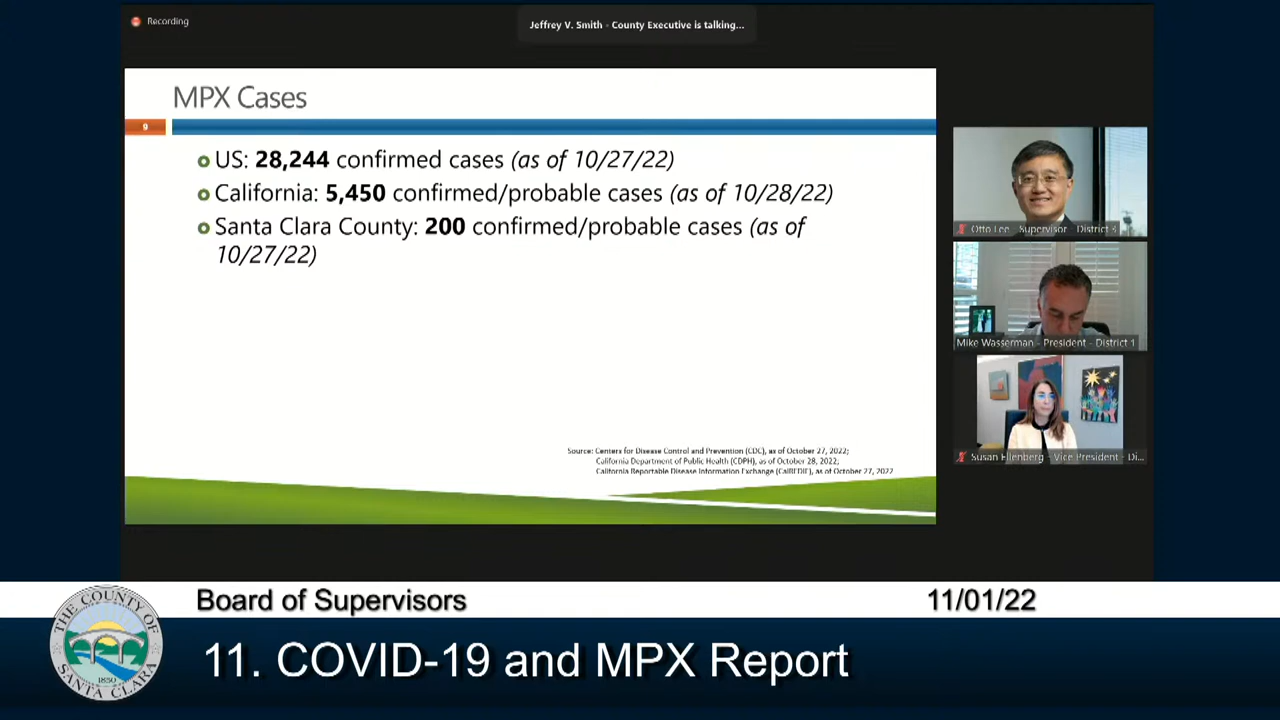 Recording
Jeffrey V. Smith - County Executive is talking...
MPX Cases
9
US: 28,244 confirmed cases (as of 10/27/22)
California: 5,450 confirmed/probable cases (as of 10/28/22)
Santa Clara County: 200 confirmed/probable cases (as of
10/27/22)
Source: Centers for Disease Control and Prevention (CDC), as of October 27, 2022;
California Department of Public Health (CDPH), as of October 28, 2022;
California Reportable Disease Information Exchange (CalREDIE), as of October 27, 2022
Otto Lee - Supervisor - District 3
Mike Wasserman - President - District 1
Susan Ellenberg - Vice President - Di...
Board of Supervisors
11/01/22
THE COUNTY OF
SANTA CLARA
1850
11. COVID-19 and MPX Report